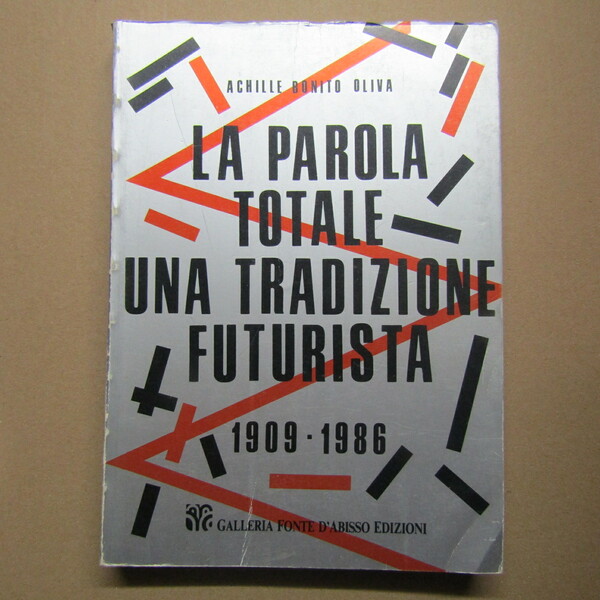 ACHILLE BONITO OLIVA
LA PAROLA
TOTALE
UNA TRADIZIONE
FUTURISTA
1909 · 1986
GALLERIA FONTE D'ABISSO EDIZIONI